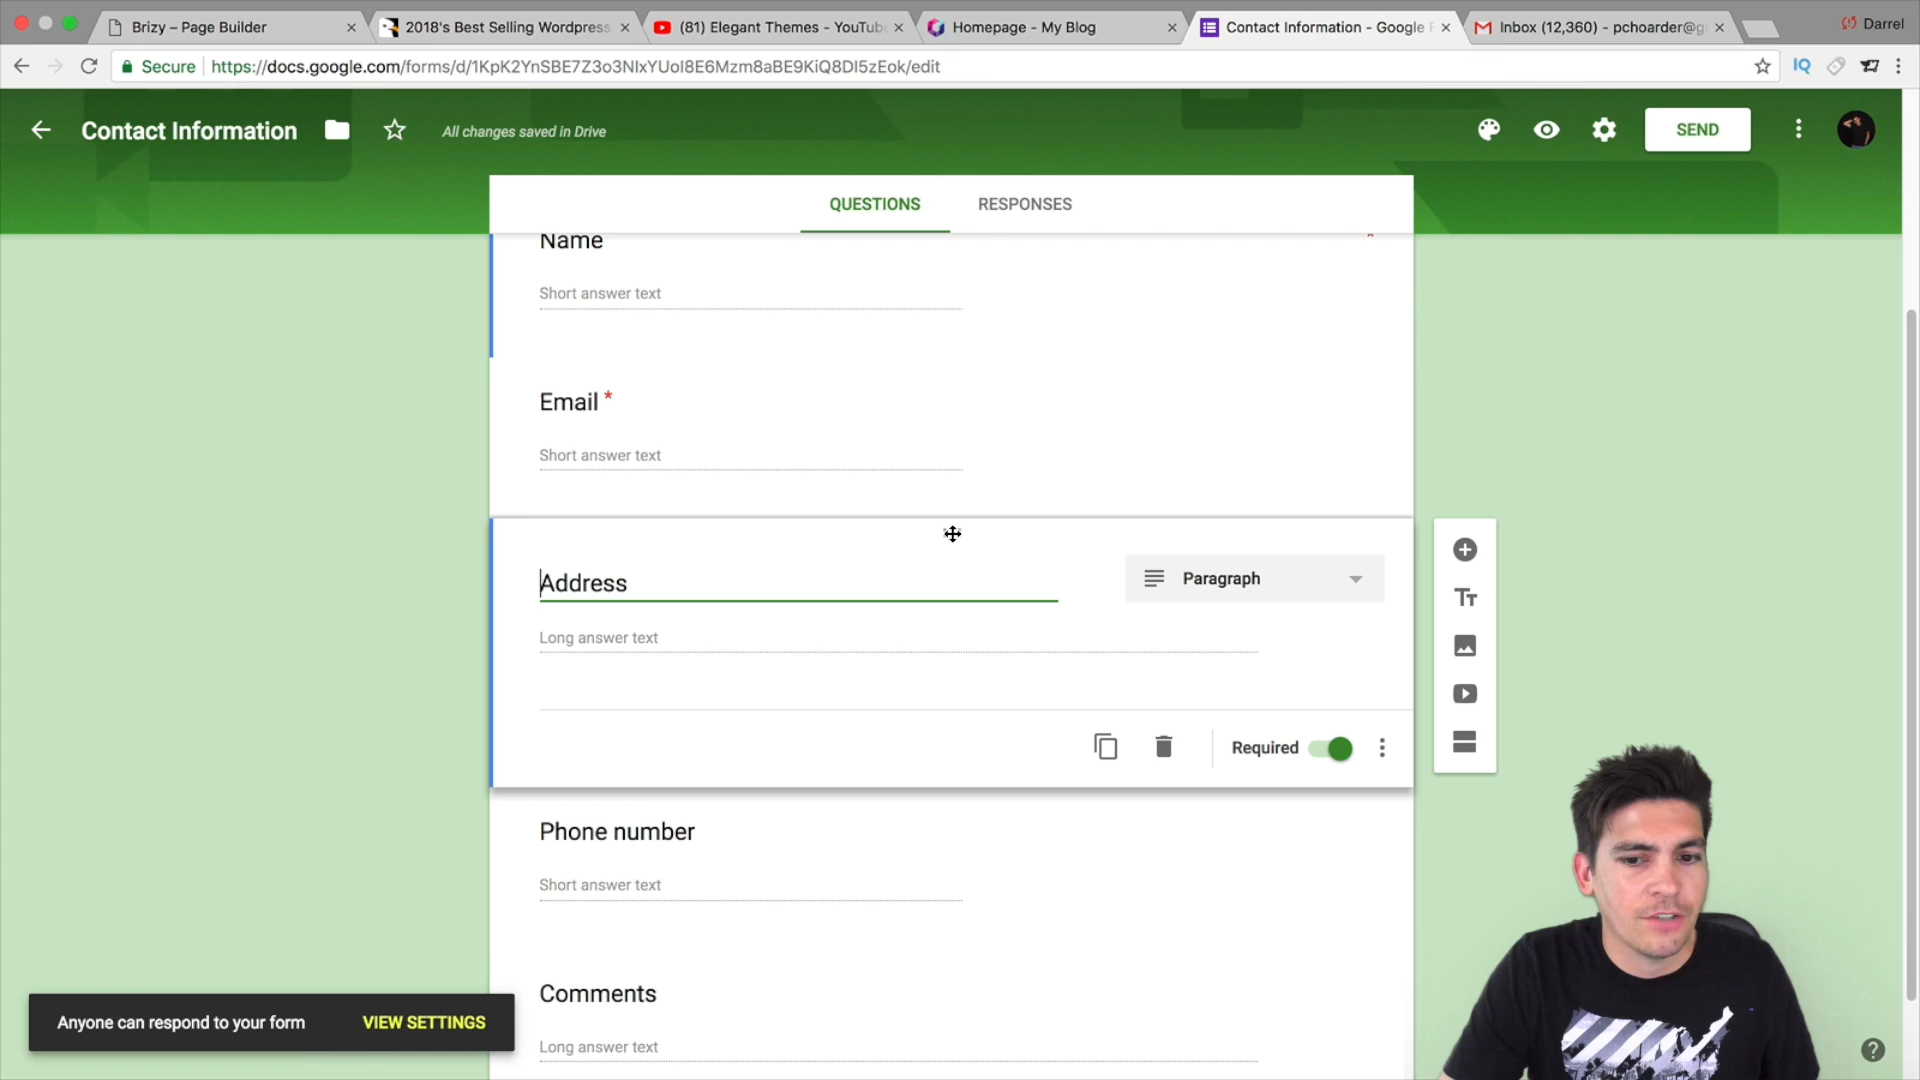 Brizy – Page Builder
2018's Best Selling Wordpress
(81) Elegant Themes - YouTub
Homepage - My Blog
Contact Information - Google F
Inbox (12,360) - pchoarder@g
Darrel
Secure
https://docs.google.com/forms/d/1KpK2YnSBE7Z3o3NlxYUol8E6Mzm8aBE9KiQ8DI5zEok/edit
IQ
Contact Information
All changes saved in Drive
SEND
QUESTIONS
RESPONSES
Name
*
Short answer text
Email *
Short answer text
Address
Paragraph
Long answer text
Required
Phone number
Short answer text
Comments
Long answer text
Anyone can respond to your form
VIEW SETTINGS